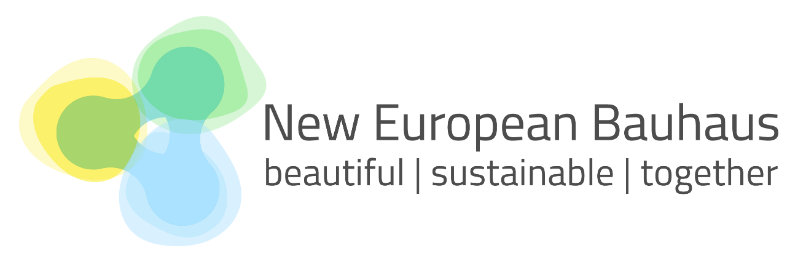 New European Bauhaus
beautiful | sustainable | together